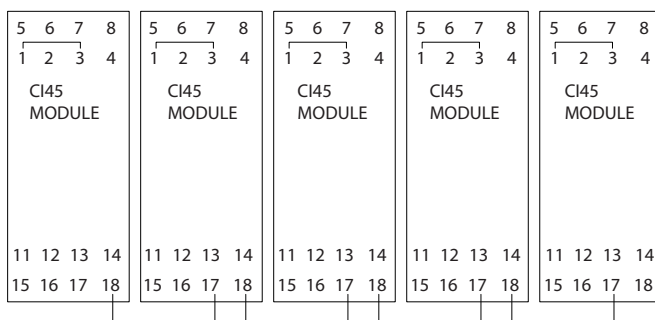 5 6 7 8 5 6 7 8 5 6 7 8 5 6 7 8 5 6 7 8
1 2 3 4 1 2 3 4 1 2 3 4 1 2 3 4 1 2 3 4
CI45 CI45 CI45 CI45 CI45
MODULE MODULE MODULE MODULE MODULE
11 12 13 14 11 12 13 14 11 12 13 14 11 12 13 14 11 12 13 14
15 16 17 18 15 16 17 18 15 16 17 18 15 16 17 18 15 16 17 18